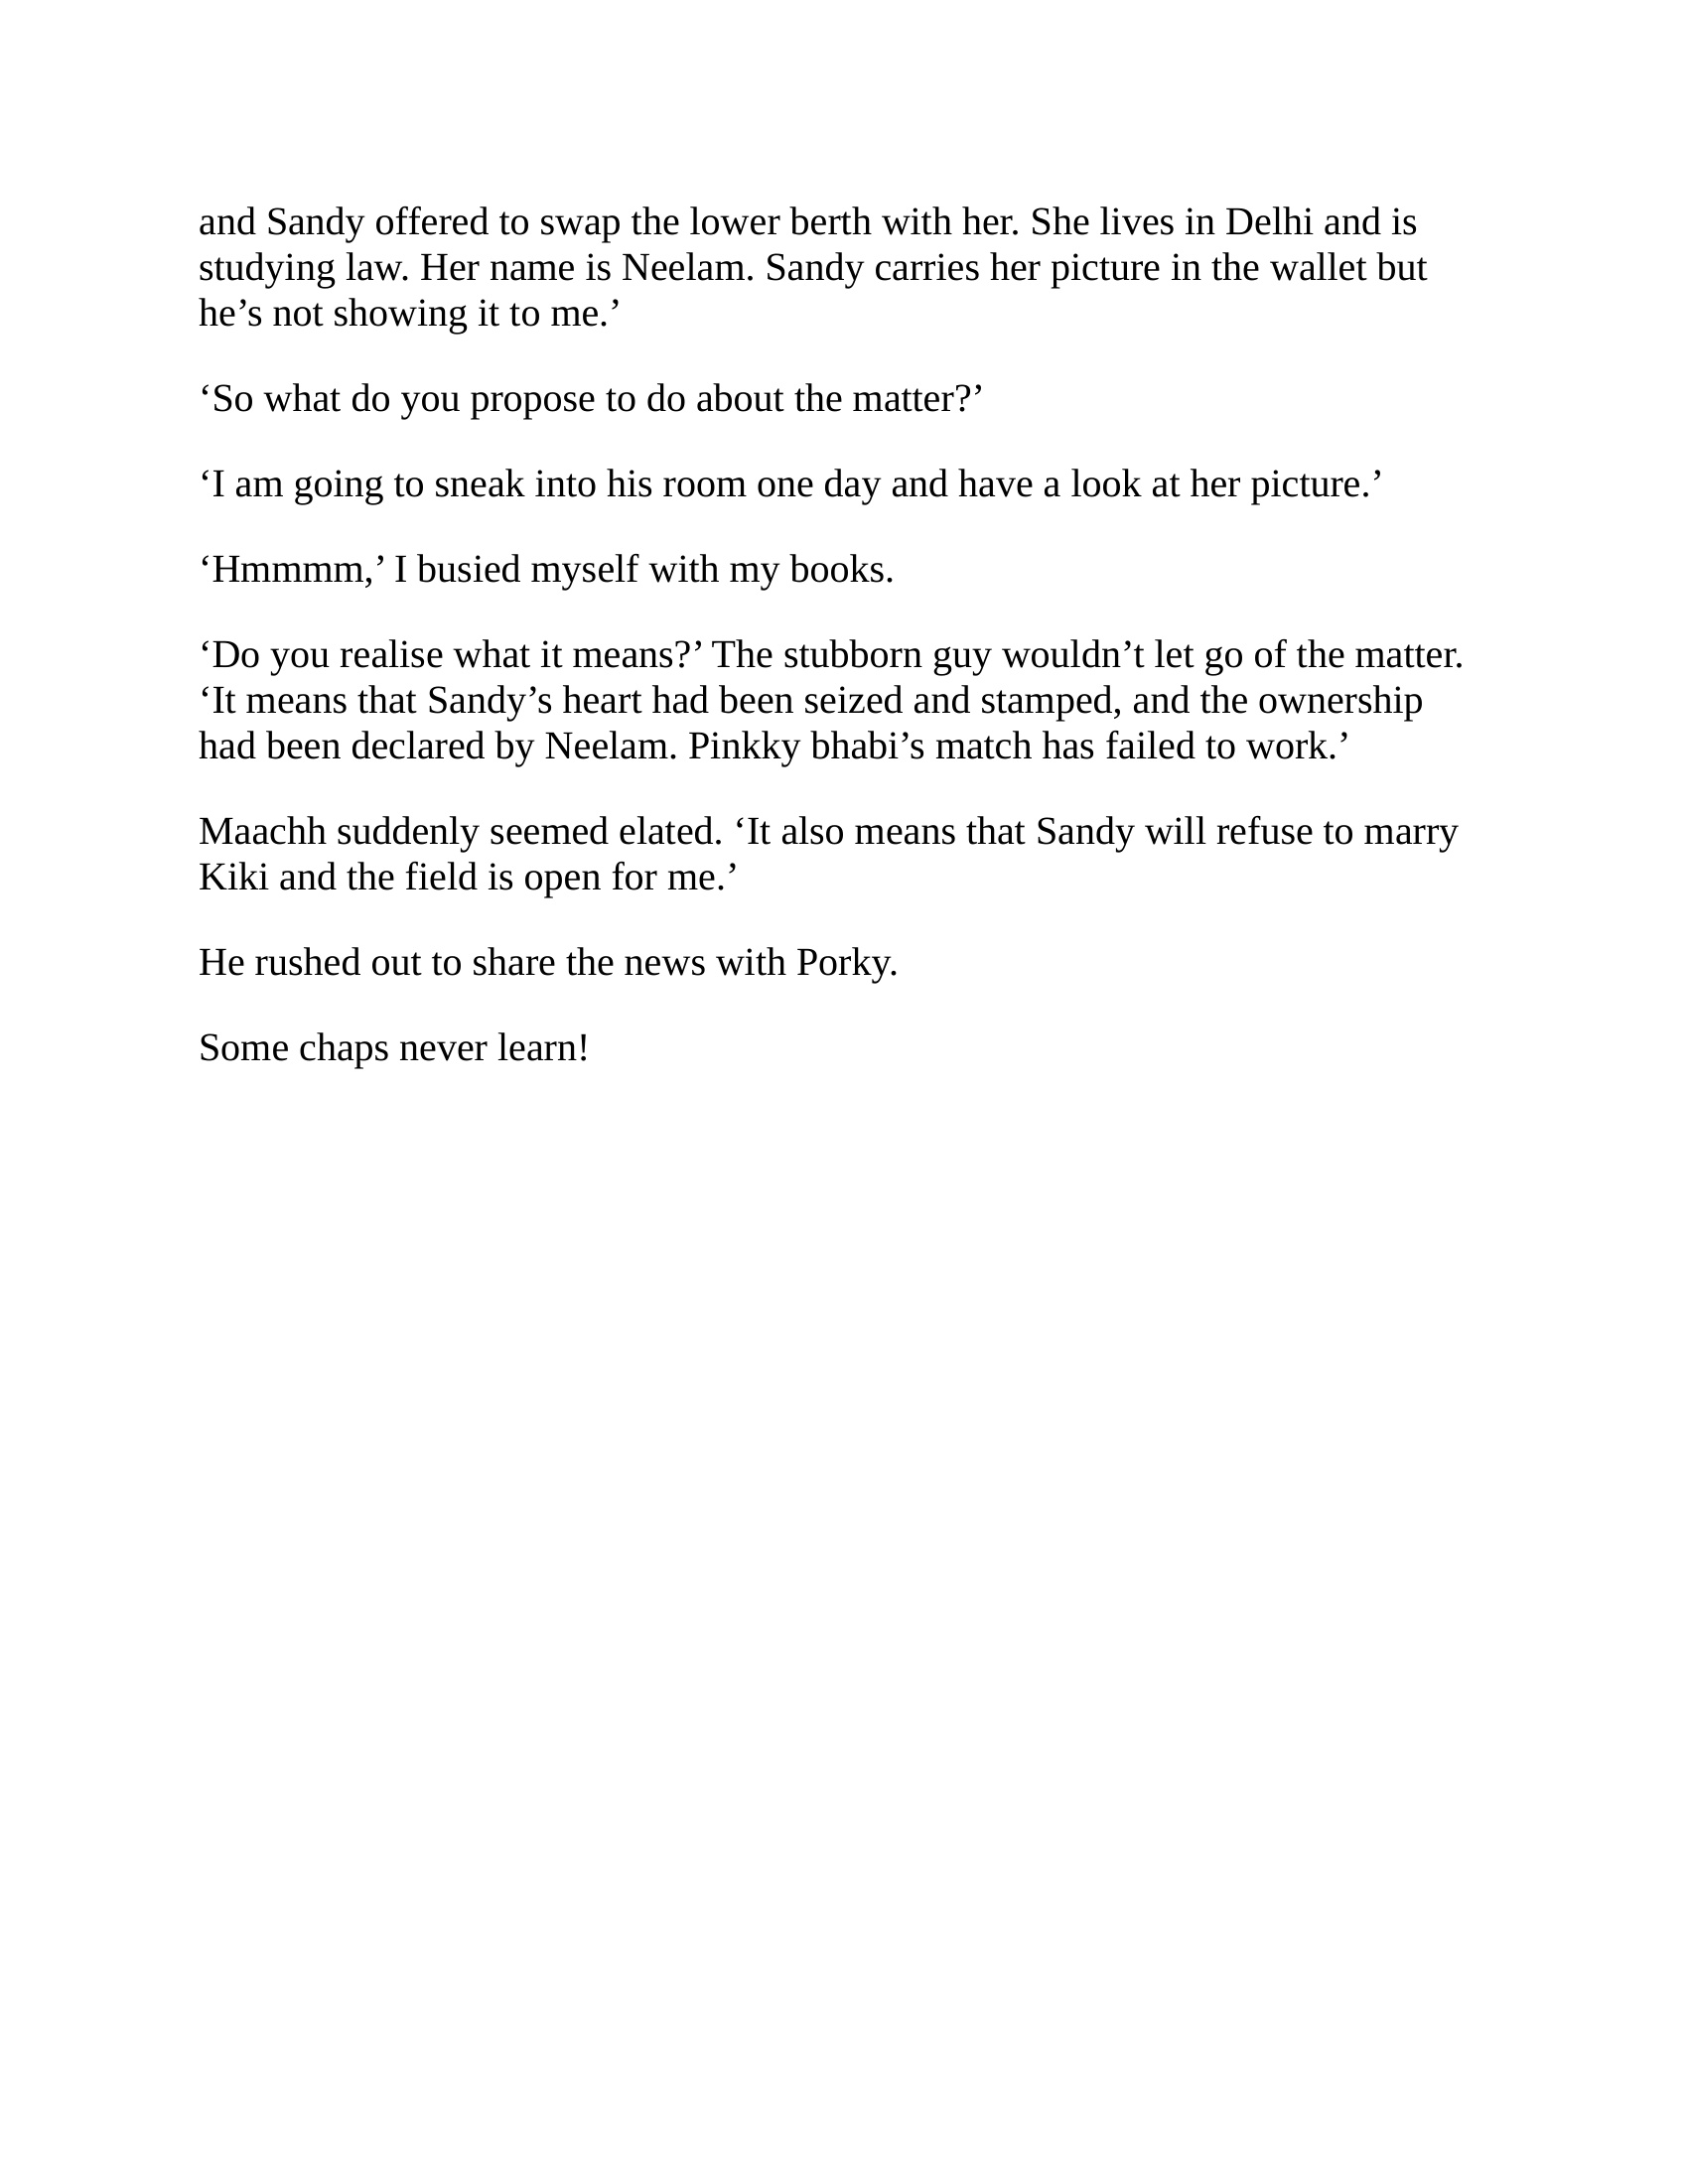 and Sandy offered to swap the lower berth with her. She lives in Delhi and is
studying law. Her name is Neelam. Sandy carries her picture in the wallet but
he’s not showing it to me.’
‘So what do you propose to do about the matter?’
‘I am going to sneak into his room one day and have a look at her picture.’
‘Hmmmm,’ I busied myself with my books.
‘Do you realise what it means?’ The stubborn guy wouldn’t let go of the matter.
‘It means that Sandy’s heart had been seized and stamped, and the ownership
had been declared by Neelam. Pinkky bhabi’s match has failed to work.’
Maachh suddenly seemed elated. ‘It also means that Sandy will refuse to marry
Kiki and the field is open for me.’
He rushed out to share the news with Porky.
Some chaps never learn!